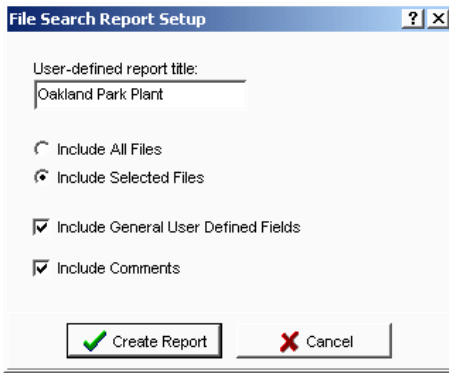 File Search Report Setup
User-defined report title:
Oakland Park Plant
Include All Files
Include Selected Files
Include General User Defined Fields
Include Comments
Create Report Cancel